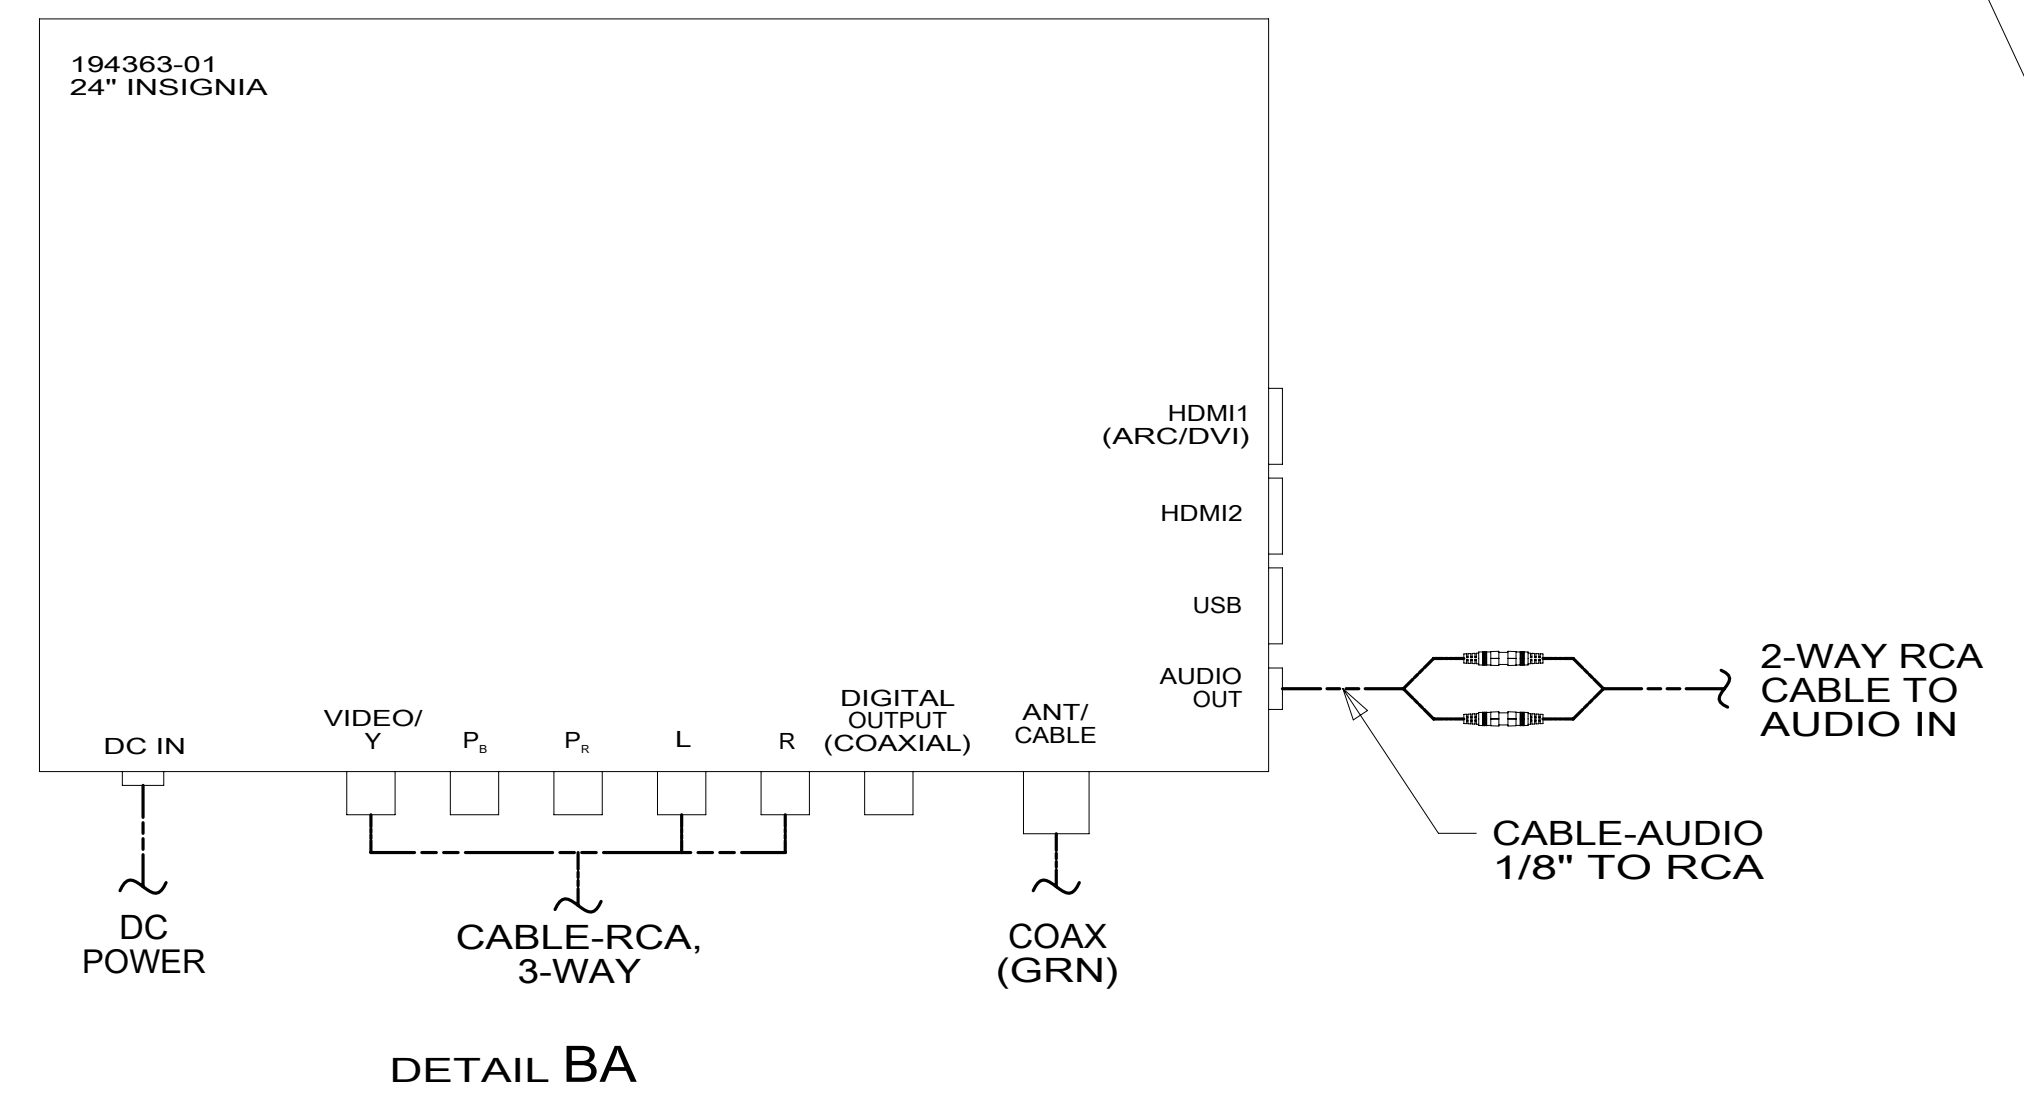 194363-01
24" INSIGNIA
HDMI1
(ARC/DVI)
HDMI2
USB
AUDIO
OUT
2-WAY RCA
CABLE TO
AUDIO IN
CABLE-AUDIO
1/8" TO RCA
DC IN
VIDEO/
Y
PB
PR
L
R
DIGITAL
OUTPUT
(COAXIAL)
ANT/
CABLE
DC
POWER
CABLE-RCA,
3-WAY
COAX
(GRN)
DETAIL BA